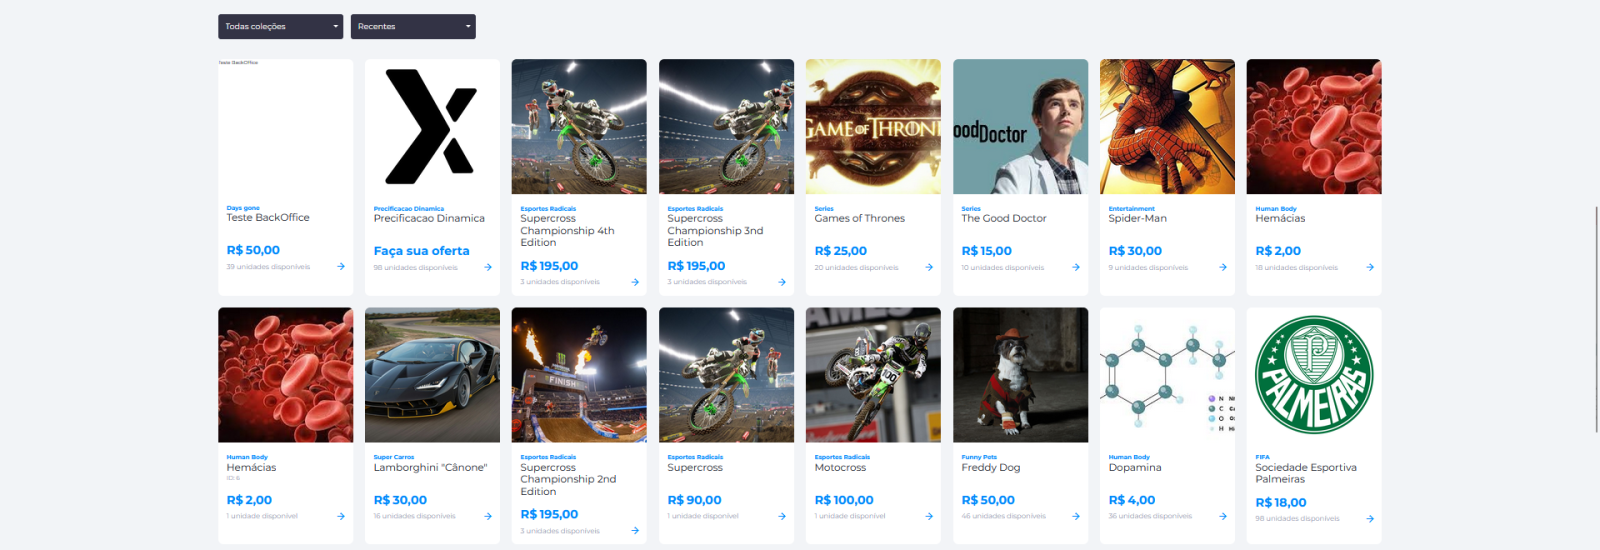 Todas coleções
Recentes
Teste BackOffice
Days gone
Teste BackOffice
R$ 50,00
39 unidades disponíveis
Precificacao Dinamica
Precificacao Dinamica
Faça sua oferta
98 unidades disponíveis
Esportes Radicais
Supercross
Championship 4th
Edition
R$ 195,00
3 unidades disponíveis
Esportes Radicais
Supercross
Championship 3nd
Edition
R$ 195,00
3 unidades disponíveis
GAME OF THRON
Series
Games of Thrones
R$ 25,00
20 unidades disponíveis
oodDoctor
Series
The Good Doctor
R$ 15,00
10 unidades disponíveis
Entertainment
Spider-Man
R$ 30,00
9 unidades disponíveis
Human Body
Hemácias
R$ 2,00
18 unidades disponíveis
Human Body
Hemácias
ID: 6
R$ 2,00
1 unidade disponível
Super Carros
Lamborghini "Cânone"
R$ 30,00
16 unidades disponíveis
FINISH
Esportes Radicais
Supercross
Championship 2nd
Edition
R$ 195,00
3 unidades disponíveis
Esportes Radicais
Supercross
R$ 90,00
1 unidade disponível
AMES
100
Esportes Radicais
Motocross
R$ 100,00
1 unidade disponível
Funny Pets
Freddy Dog
R$ 50,00
46 unidades disponíveis
N
C
O
H
Human Body
Dopamina
R$ 4,00
36 unidades disponíveis
P
PALMEIRAS
FIFA
Sociedade Esportiva
Palmeiras
R$ 18,00
98 unidades disponíveis